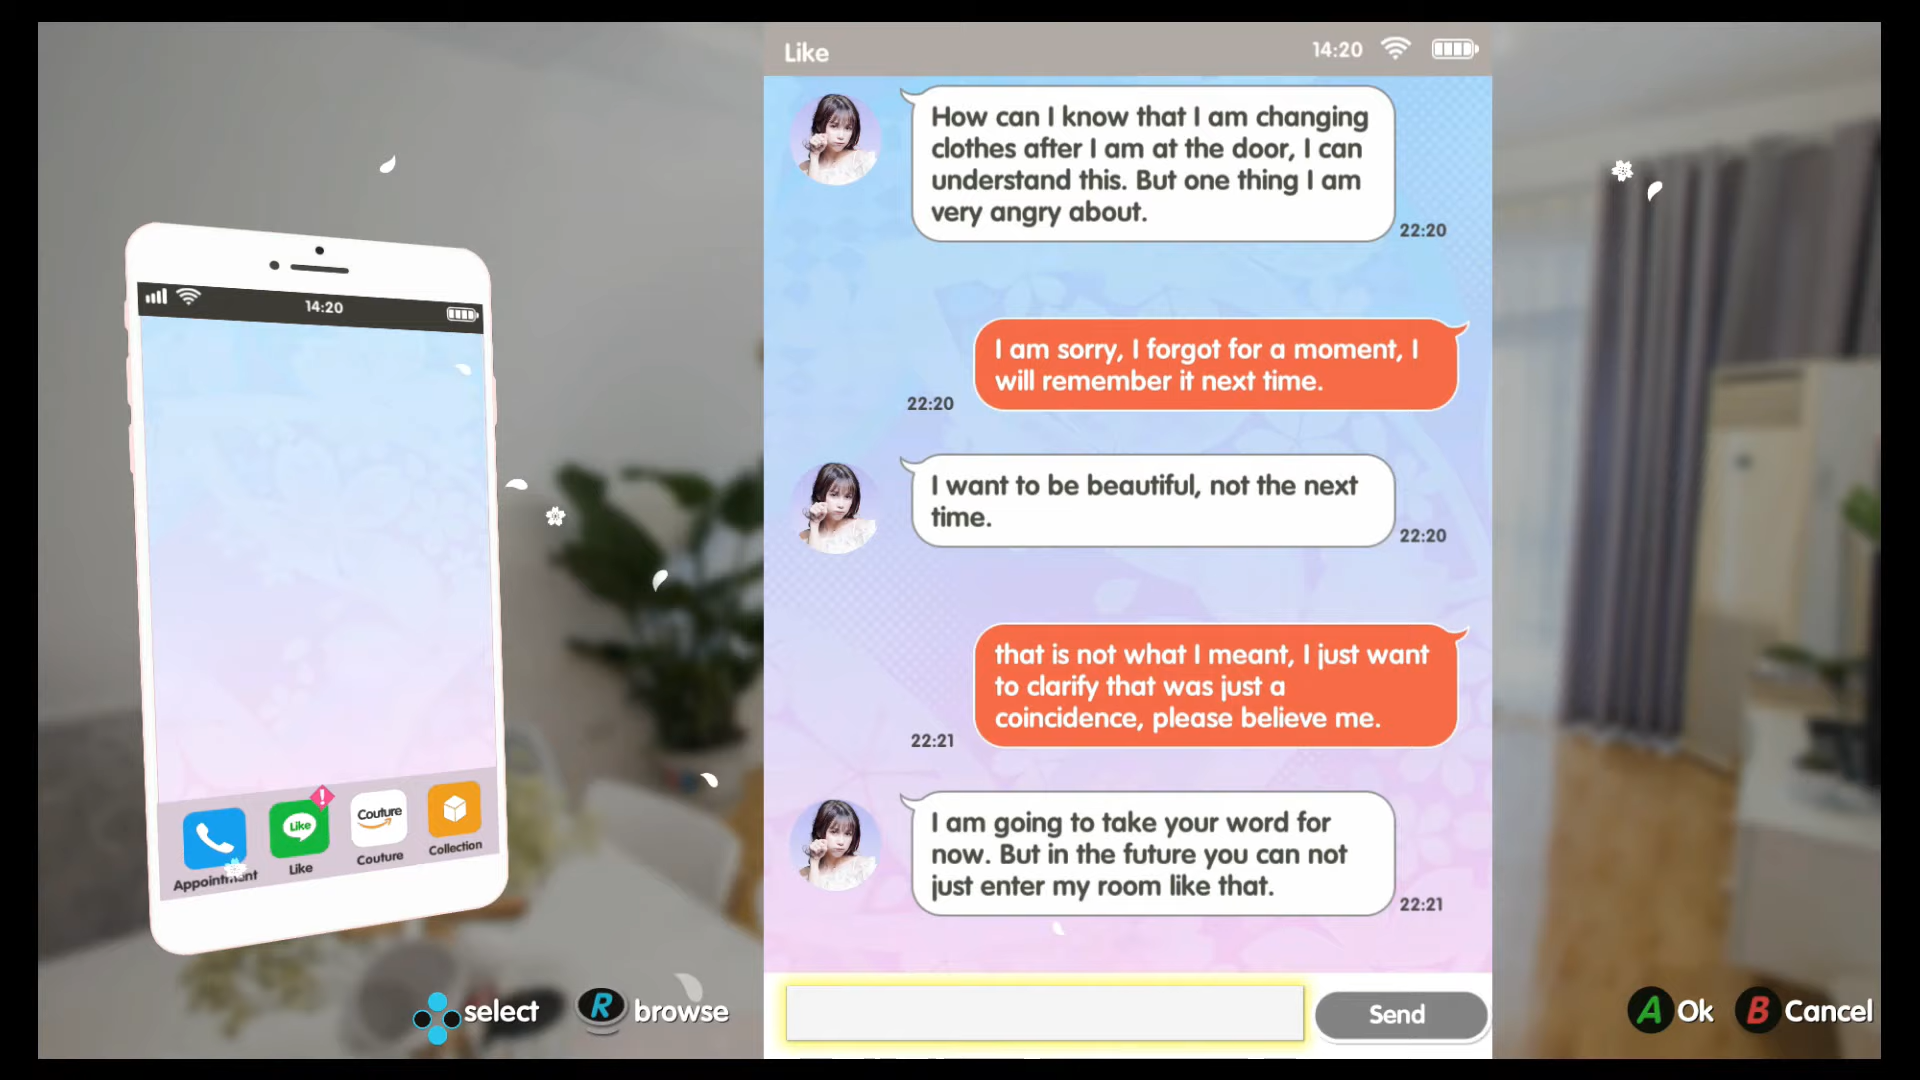 Like
14:20
How can I know that I am changing
clothes after I am at the door, I can
understand this. But one thing I am
very angry about.
22:20
I am sorry, I forgot for a moment, I
will remember it next time.
22:20
I want to be beautiful, not the next
time.
22:20
that is not what I meant, I just want
to clarify that was just a
coincidence, please believe me.
22:21
I am going to take your word for
now. But in the future you can not
just enter my room like that.
22:21
Send
14:20
!
Like
Couture
Appointment
Like
Couture
Collection
select
R browse
A Ok
B Cancel